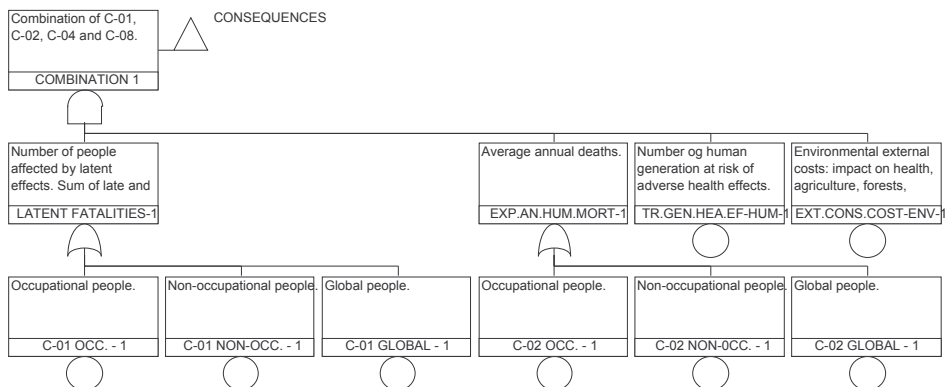 Combination of C-01,
C-02, C-04 and C-08.
COMBINATION 1
CONSEQUENCES
Number of people
affected by latent
effects. Sum of late and
LATENT FATALITIES-1
Average annual deaths.
EXP.AN.HUM.MORT-1
Number og human
generation at risk of
adverse health effects.
TR.GEN.HEA.EF-HUM-1
Environmental external
costs: impact on health,
agriculture, forests,
EXT.CONS.COST-ENV-1
Occupational people.
C-01 OCC. - 1
Non-occupational people.
C-01 NON-OCC. - 1
Global people.
C-01 GLOBAL - 1
Occupational people.
C-02 OCC. - 1
Non-occupational people.
C-02 NON-0CC. - 1
Global people.
C-02 GLOBAL - 1